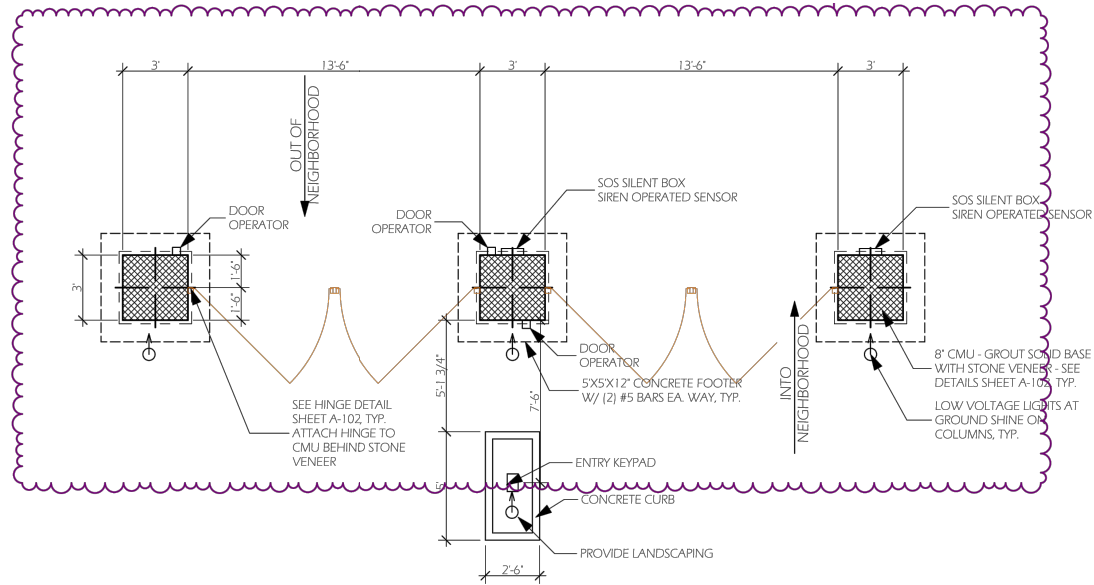 3'
13'-6"
3'
13'-6"
3'
OUT OF
NEIGHBORHOOD
SOS SILENT BOX
SIREN OPERATED SENSOR
SOS SILENT BOX
SIREN OPERATED SENSOR
DOOR
OPERATOR
DOOR
OPERATOR
3'
1'-6"
1'-6"
DOOR
OPERATOR
5'X5'X12" CONCRETE FOOTER
W/ (2) #5 BARS EA. WAY, TYP.
5'-1 3/4"
7'-6"
INTO
NEIGHBORHOOD
8" CMU - GROUT SOLID BASE
WITH STONE VENEER - SEE
DETAILS SHEET A-102, TYP.
LOW VOLTAGE LIGHTS AT
GROUND SHINE ON
COLUMNS, TYP.
SEE HINGE DETAIL
SHEET A-102, TYP.
ATTACH HINGE TO
CMU BEHIND STONE
VENEER
ENTRY KEYPAD
5'
CONCRETE CURB
PROVIDE LANDSCAPING
2'-6"